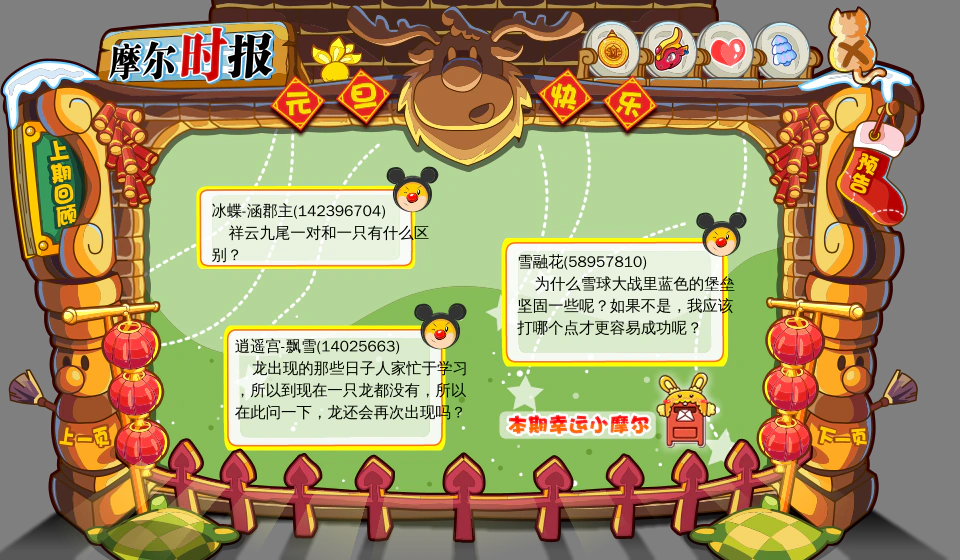 摩尔时报
元旦快乐
上期回顾
预告
冰蝶-涵郡主(142396704)
祥云九尾一对和一只有什么区
别？
雪融花(58957810)
为什么雪球大战里蓝色的堡垒
坚固一些呢？如果不是，我应该
打哪个点才更容易成功呢？
逍遥宫-飘雪(14025663)
龙出现的那些日子人家忙于学习
，所以到现在一只龙都没有，所以
在此问一下，龙还会再次出现吗？
本期幸运小摩尔
上一页
下一页